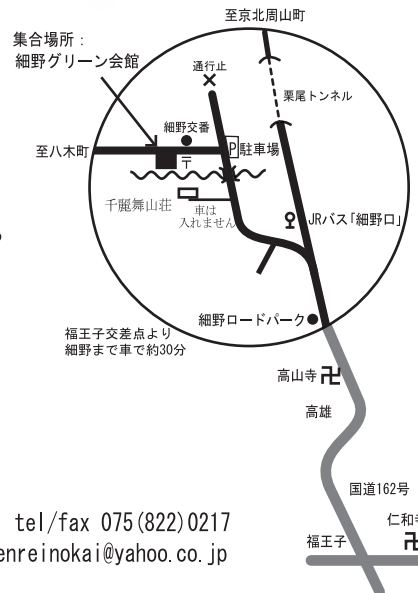 至京北周山町
集合場所：
細野グリーン会館
通行止
栗尾トンネル
細野交番
至八木町
P駐車場
〒
千麗舞山荘
車は
入れません
JRバス「細野口」
細野ロードパーク
福王子交差点より
細野まで車で約30分
高山寺卍
高雄
国道162号
tel/fax 075(822)0217
enreinokai@yahoo.co.jp
福王子
仁和寺